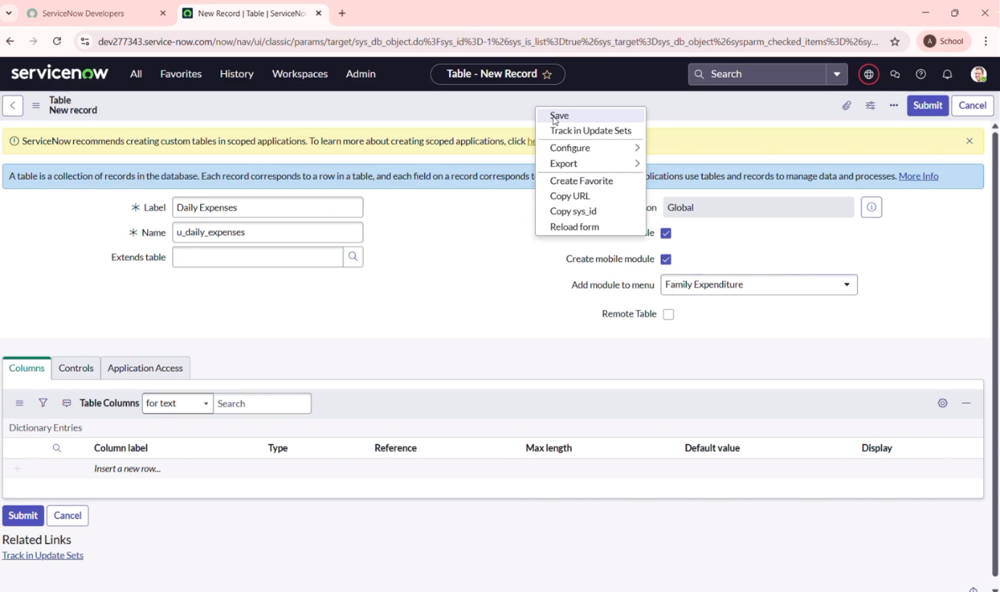 ServiceNow Developers
New Record | Table | ServiceNo
dev277343.service-now.com/now/nav/ui/classic/params/target/sys_db_object.do%3Fsys_id%3D-1%26sys_is_list%3Dtrue%26sys_target%3Dsys_db_object%26sysparm_checked_items%3D%26sy...
A School
servicenow All Favorites History Workspaces Admin Table - New Record Search
Table
New record
Submit Cancel
Save
Track in Update Sets
Configure
Export
Create Favorite
Copy URL
Copy sys_id
Reload form
ServiceNow recommends creating custom tables in scoped applications. To learn more about creating scoped applications, click
A table is a collection of records in the database. Each record corresponds to a row in a table, and each field on a record corresponds use tables and records to manage data and processes. More Info
Label Daily Expenses
Global
Name u_daily_expenses
Extends table
Create mobile module
Add module to menu Family Expenditure
Remote Table
Columns Controls Application Access
Table Columns for text Search
Dictionary Entries
Column label Type Reference Max length Default value Display
Insert a new row...
Submit Cancel
Related Links
Track in Update Sets